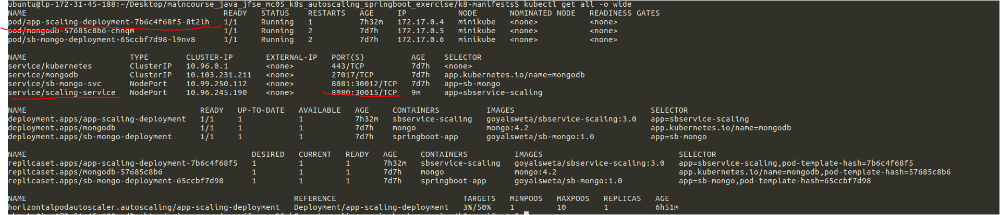 ubuntu@ip-172-31-45-188:~/Desktop/maincourse_java_jfse_mc05_k8s_autoscaling_springboot_exercise/k8-manifests$ kubectl get all -o wide
NAME READY STATUS RESTARTS AGE IP NODE NOMINATED NODE READINESS GATES
pod/app-scaling-deployment-7b6c4f68f5-8t2lh 1/1 Running 1 7h32m 172.17.0.4 minikube <none> <none>
pod/mongodb-57685c8b6-chnqm 1/1 Running 2 7d7h 172.17.0.5 minikube <none> <none>
pod/sb-mongo-deployment-65ccbf7d98-l9nv8 1/1 Running 2 7d7h 172.17.0.6 minikube <none> <none>
NAME TYPE CLUSTER-IP EXTERNAL-IP PORT(S) AGE SELECTOR
service/kubernetes ClusterIP 10.96.0.1 <none> 443/TCP 7d7h <none>
service/mongodb ClusterIP 10.103.231.211 <none> 27017/TCP 7d7h app.kubernetes.io/name=mongodb
service/sb-mongo-svc NodePort 10.99.250.112 <none> 8081:30012/TCP 7d7h app=sb-mongo
service/scaling-service NodePort 10.96.245.190 <none> 8080:30015/TCP 9m app=sbservice-scaling
NAME READY UP-TO-DATE AVAILABLE AGE CONTAINERS IMAGES SELECTOR
deployment.apps/app-scaling-deployment 1/1 1 1 7h32m sbservice-scaling goyalsweta/sbservice-scaling:3.0 app=sbservice-scaling
deployment.apps/mongodb 1/1 1 1 7d7h mongo mongo:4.2 app.kubernetes.io/name=mongodb
deployment.apps/sb-mongo-deployment 1/1 1 1 7d7h springboot-app goyalsweta/sb-mongo:1.0 app=sb-mongo
NAME DESIRED CURRENT READY AGE CONTAINERS IMAGES SELECTOR
replicaset.apps/app-scaling-deployment-7b6c4f68f5 1 1 1 7h32m sbservice-scaling goyalsweta/sbservice-scaling:3.0 app=sbservice-scaling,pod-template-hash=7b6c4f68f5
replicaset.apps/mongodb-57685c8b6 1 1 1 7d7h mongo mongo:4.2 app.kubernetes.io/name=mongodb,pod-template-hash=57685c8b6
replicaset.apps/sb-mongo-deployment-65ccbf7d98 1 1 1 7d7h springboot-app goyalsweta/sb-mongo:1.0 app=sb-mongo,pod-template-hash=65ccbf7d98
NAME REFERENCE TARGETS MINPODS MAXPODS REPLICAS AGE
horizontalpodautoscaler.autoscaling/app-scaling-deployment Deployment/app-scaling-deployment 3%/50% 1 10 1 6h51m